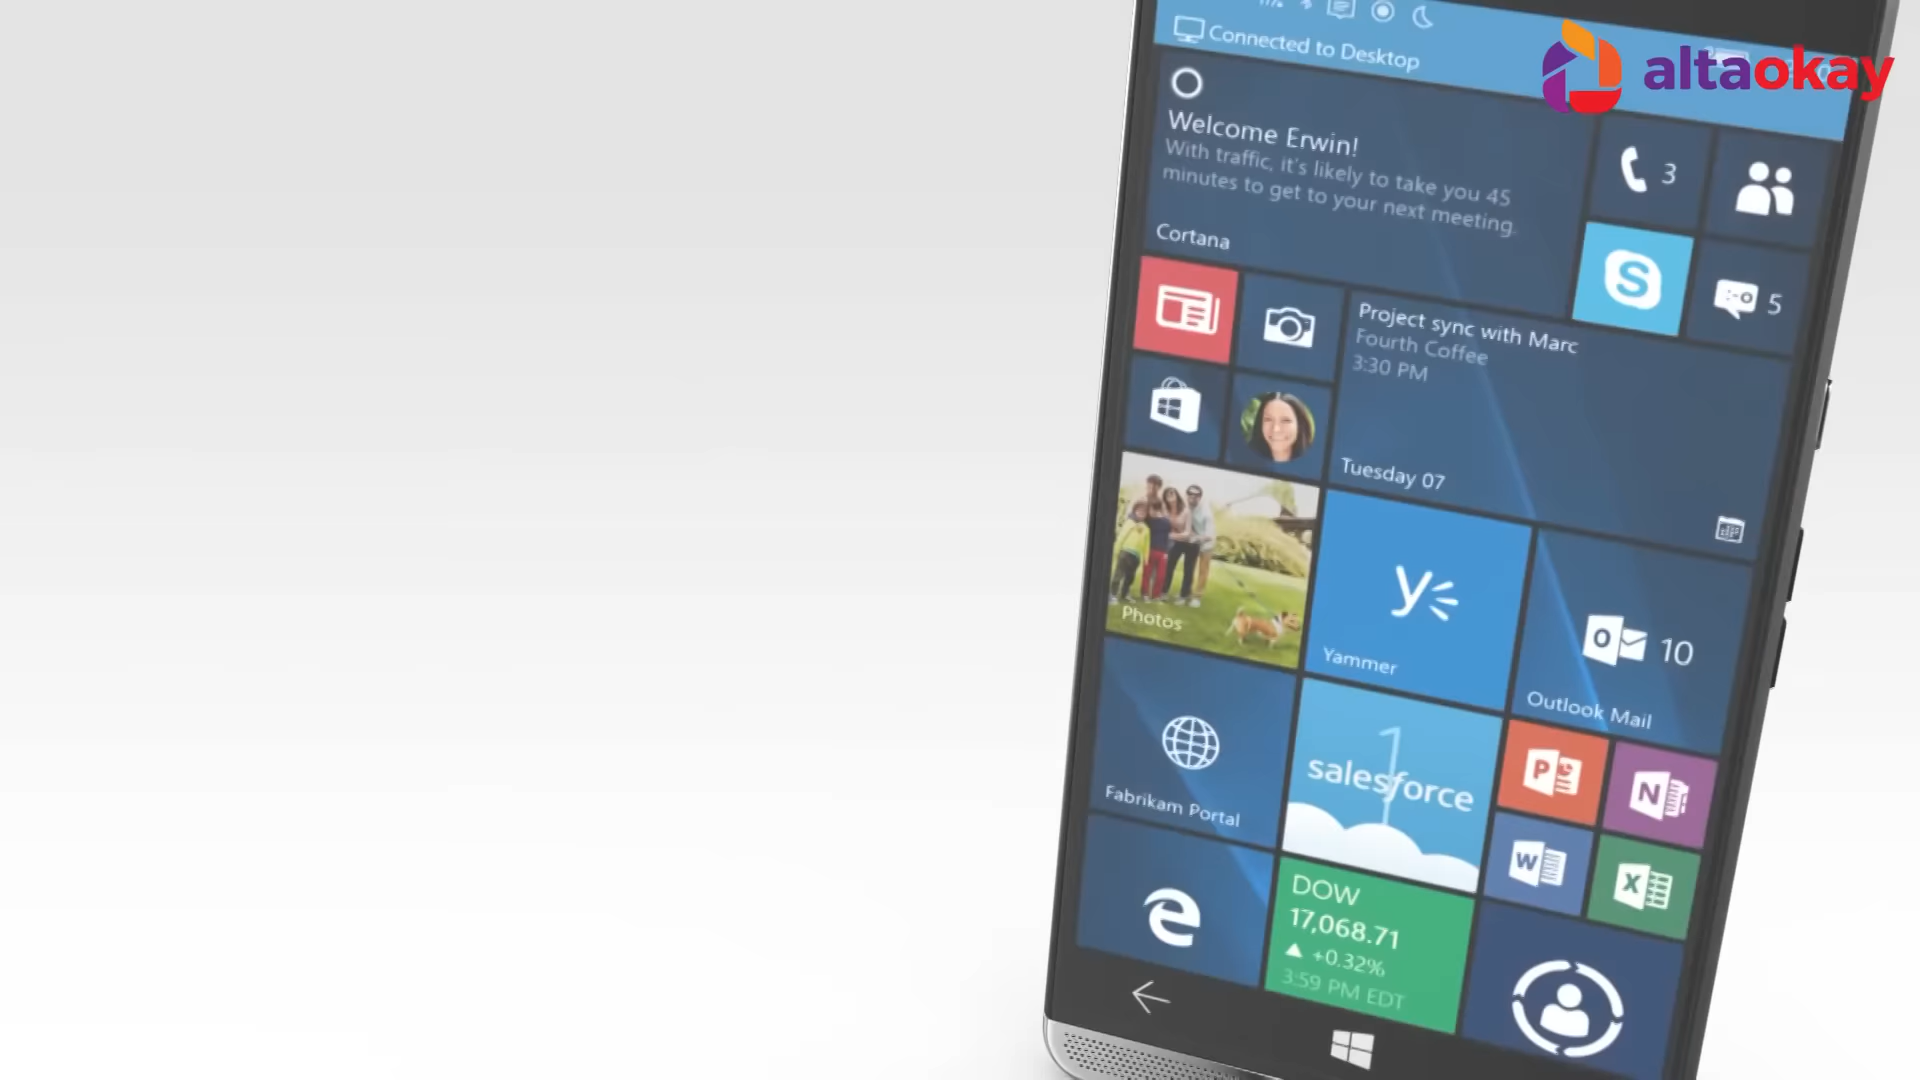 Connected to Desktop
altaokay
Welcome Erwin!
With traffic, it's likely to take you 45
minutes to get to your next meeting.
Cortana
3
S
5
Project sync with Marc
Fourth Coffee
3:30 PM
Tuesday 07
Photos
Yammer
O 10
Outlook Mail
Fabrikam Portal
salesforce
1
P
N
W
X
DOW
17,068.71
▲ +0.32%
3:59 PM EDT